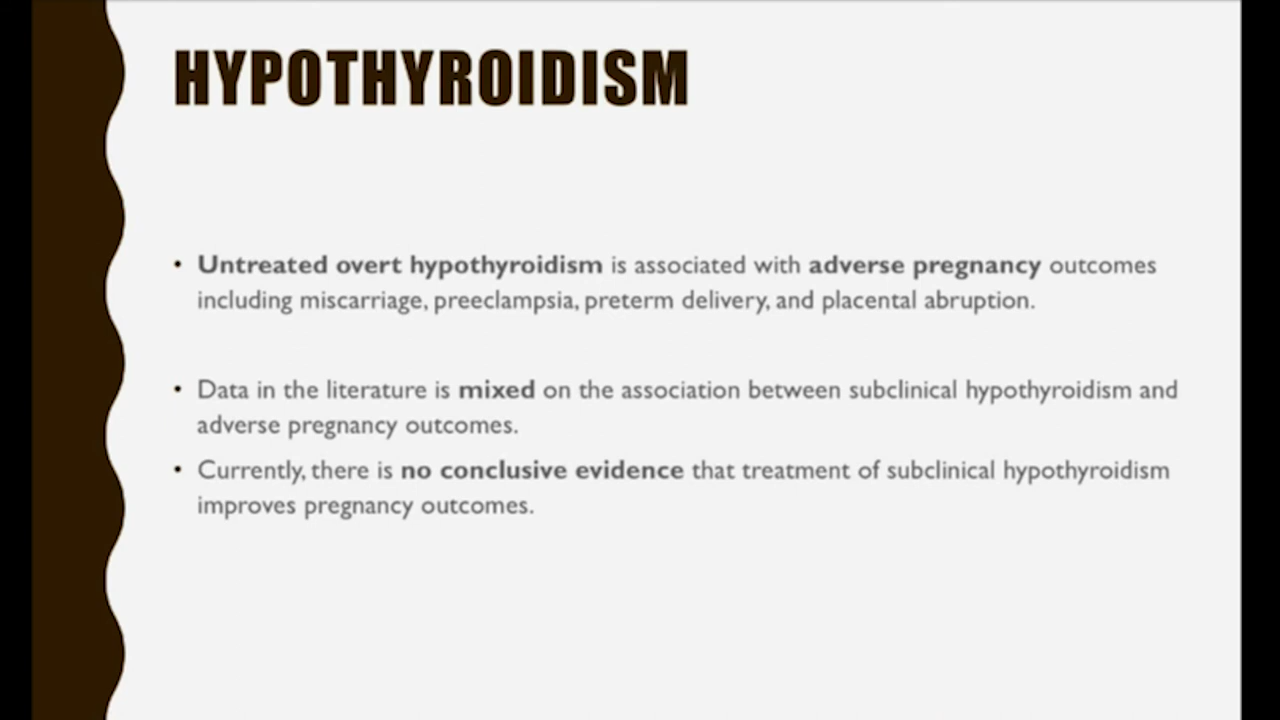 HYPOTHYROIDISM
• Untreated overt hypothyroidism is associated with adverse pregnancy outcomes
including miscarriage, preeclampsia, preterm delivery, and placental abruption.
• Data in the literature is mixed on the association between subclinical hypothyroidism and
adverse pregnancy outcomes.
• Currently, there is no conclusive evidence that treatment of subclinical hypothyroidism
improves pregnancy outcomes.